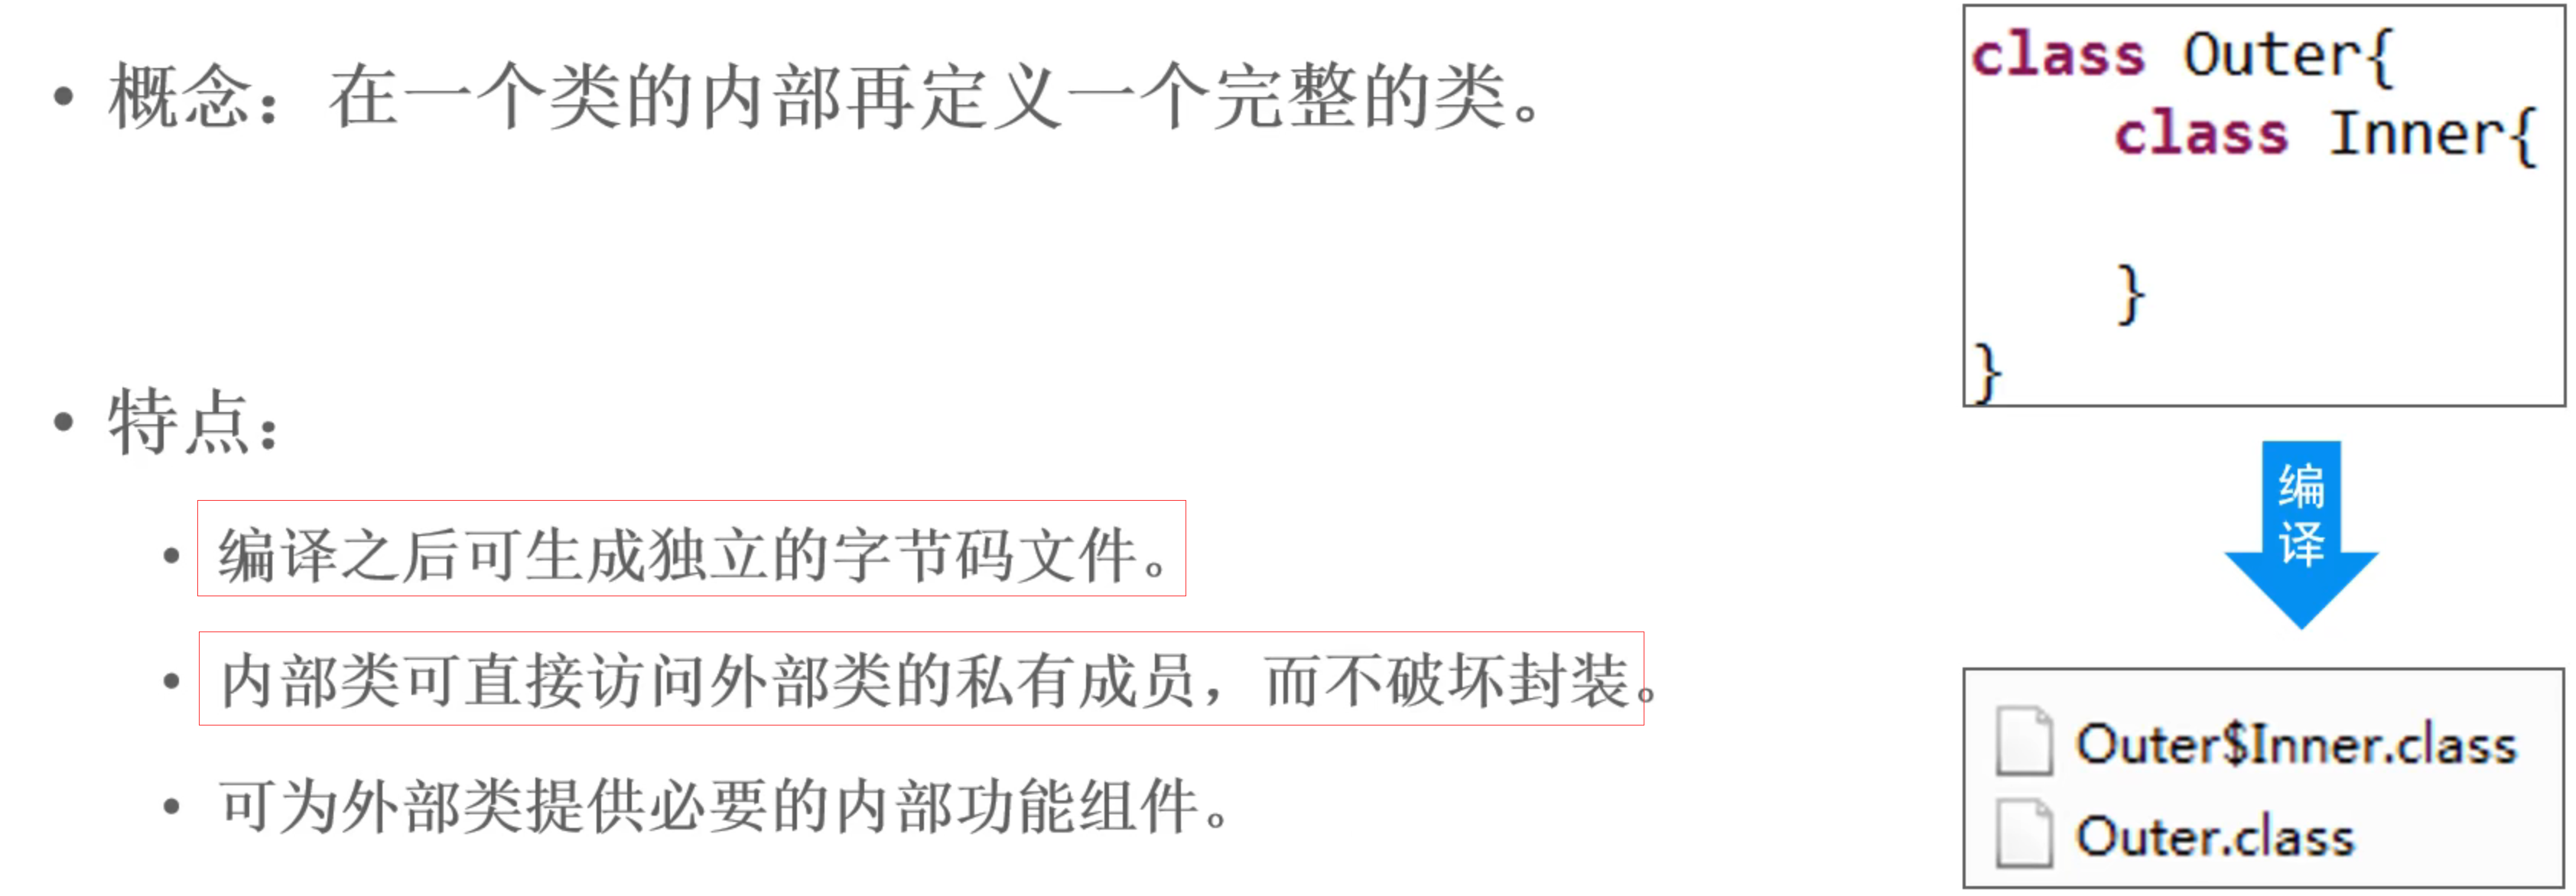 • 概念：在一个类的内部再定义一个完整的类。
• 特点：
• 编译之后可生成独立的字节码文件。
• 内部类可直接访问外部类的私有成员，而不破坏封装。
• 可为外部类提供必要的内部功能组件。
class Outer{
    class Inner{
    }
}
编
译
Outer$Inner.class
Outer.class